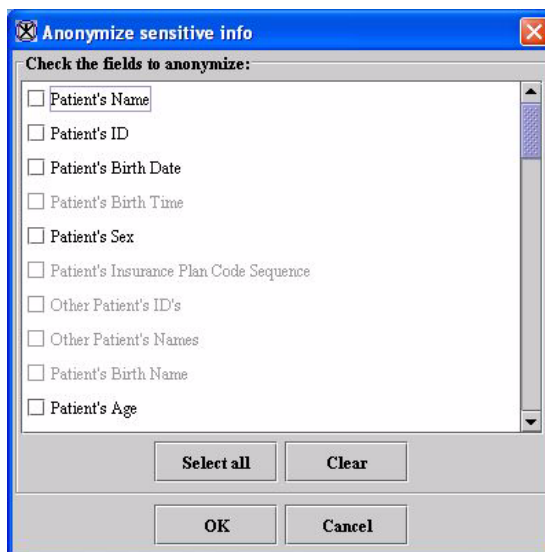 Anonymize sensitive info
Check the fields to anonymize:
Patient's Name
Patient's ID
Patient's Birth Date
Patient's Birth Time
Patient's Sex
Patient's Insurance Plan Code Sequence
Other Patient's ID's
Other Patient's Names
Patient's Birth Name
Patient's Age
Select all Clear
OK Cancel